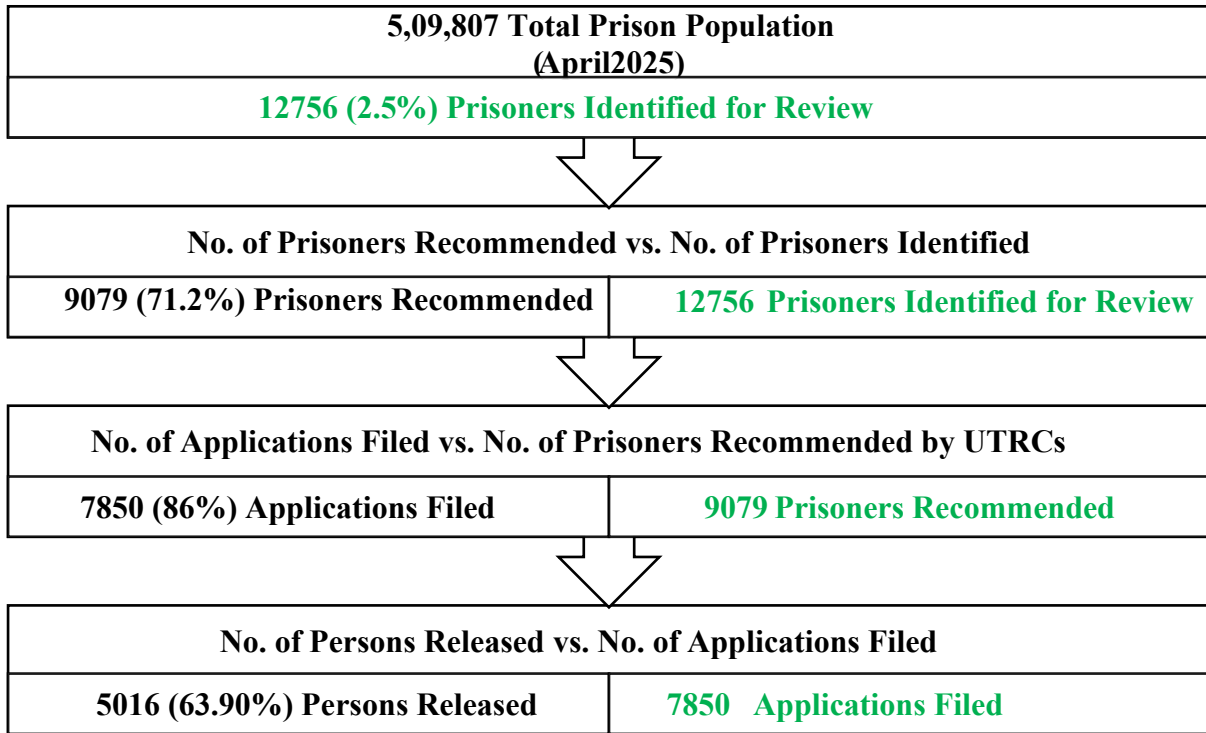 5,09,807 Total Prison Population
(April2025)
12756 (2.5%) Prisoners Identified for Review
No. of Prisoners Recommended vs. No. of Prisoners Identified
9079 (71.2%) Prisoners Recommended
12756 Prisoners Identified for Review
No. of Applications Filed vs. No. of Prisoners Recommended by UTRCs
7850 (86%) Applications Filed
9079 Prisoners Recommended
No. of Persons Released vs. No. of Applications Filed
5016 (63.90%) Persons Released
7850 Applications Filed